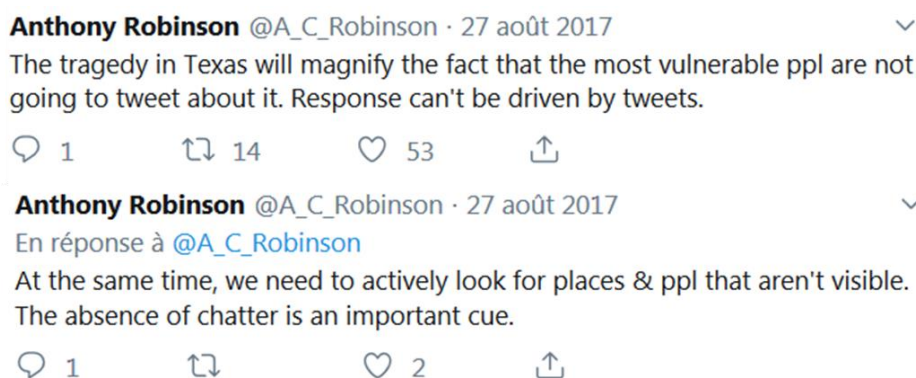 Anthony Robinson @A_C_Robinson · 27 août 2017
The tragedy in Texas will magnify the fact that the most vulnerable ppl are not
going to tweet about it. Response can't be driven by tweets.
1 14 53
Anthony Robinson @A_C_Robinson · 27 août 2017
En réponse à @A_C_Robinson
At the same time, we need to actively look for places & ppl that aren't visible.
The absence of chatter is an important cue.
1 2